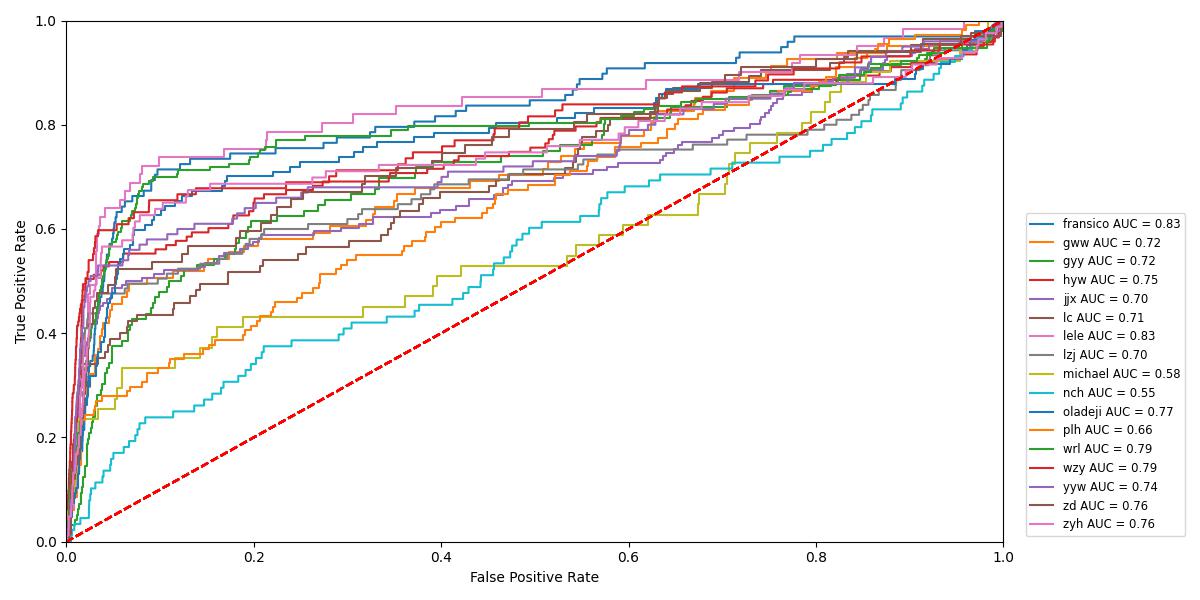 1.0
0.8
0.6
0.4
0.2
0.0
True Positive Rate
0.0 0.2 0.4 0.6 0.8 1.0
False Positive Rate
fransico AUC = 0.83
gww AUC = 0.72
gyy AUC = 0.72
hyw AUC = 0.75
jjx AUC = 0.70
lc AUC = 0.71
lele AUC = 0.83
lzj AUC = 0.70
michael AUC = 0.58
nch AUC = 0.55
oladeji AUC = 0.77
plh AUC = 0.66
wrl AUC = 0.79
wzy AUC = 0.79
yyw AUC = 0.74
zd AUC = 0.76
zyh AUC = 0.76